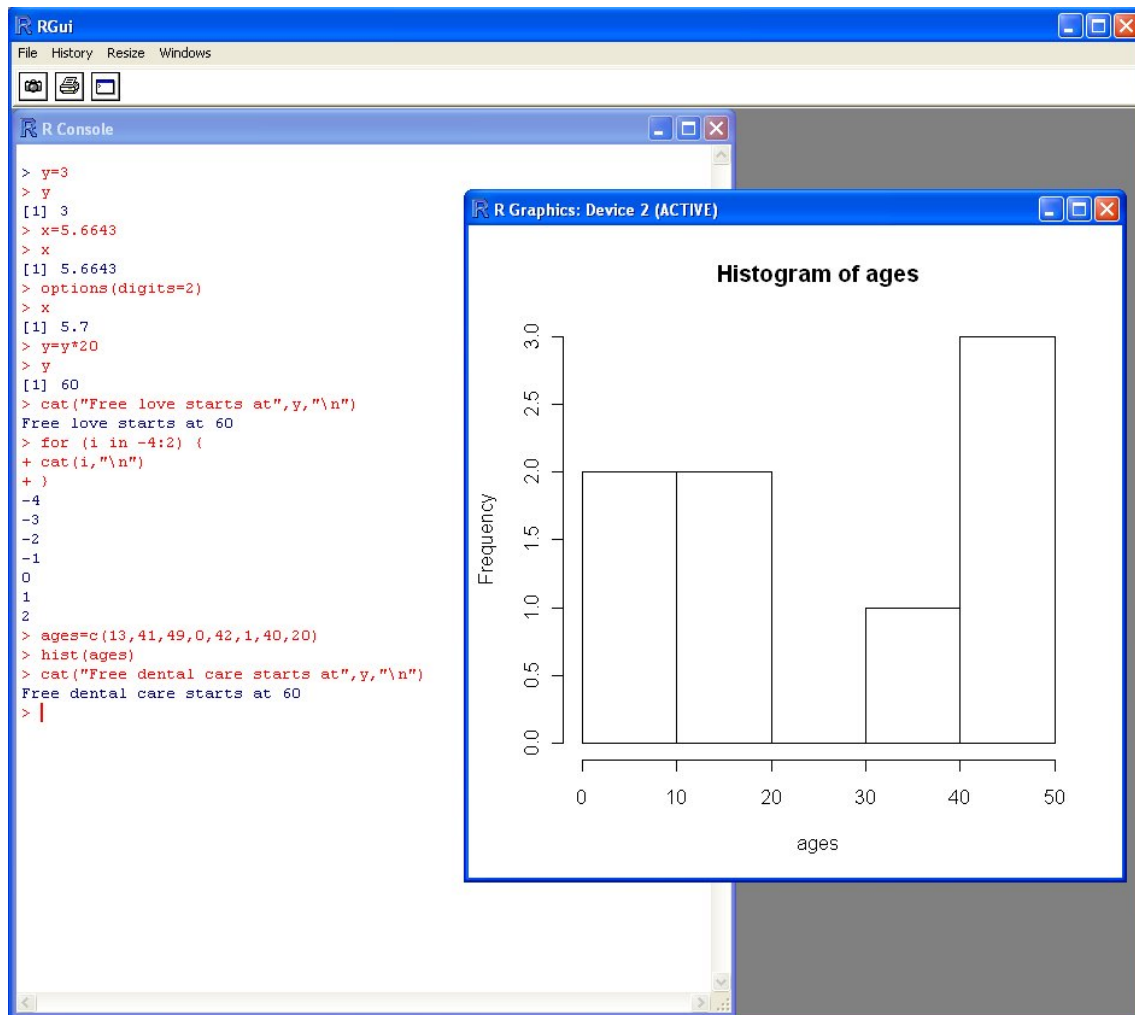 RGui
File History Resize Windows
R Console
> y=3
> y
[1] 3
> x=5.6643
> x
[1] 5.6643
> options(digits=2)
> x
[1] 5.7
> y=y*20
> y
[1] 60
> cat("Free love starts at",y,"\n")
Free love starts at 60
> for (i in -4:2) {
+ cat(i,"\n")
+ }
-4
-3
-2
-1
0
1
2
> ages=c(13,41,49,0,42,1,40,20)
> hist(ages)
> cat("Free dental care starts at",y,"\n")
Free dental care starts at 60
>
R Graphics: Device 2 (ACTIVE)
Histogram of ages
Frequency
3.0
2.5
2.0
1.5
1.0
0.5
0.0
0 10 20 30 40 50
ages